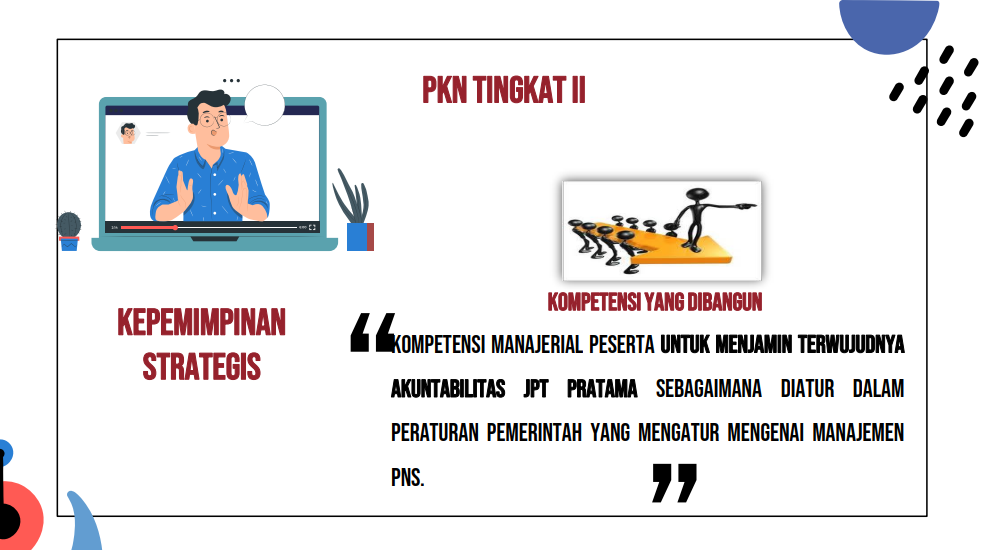 PKN TINGKAT II
KOMPETENSI YANG DIBANGUN
KEPEMIMPINAN
STRATEGIS
“KOMPETENSI MANAJERIAL PESERTA UNTUK MENJAMIN TERWUJUDNYA
AKUNTABILITAS JPT PRATAMA SEBAGAIMANA DIATUR DALAM
PERATURAN PEMERINTAH YANG MENGATUR MENGENAI MANAJEMEN
PNS.
”